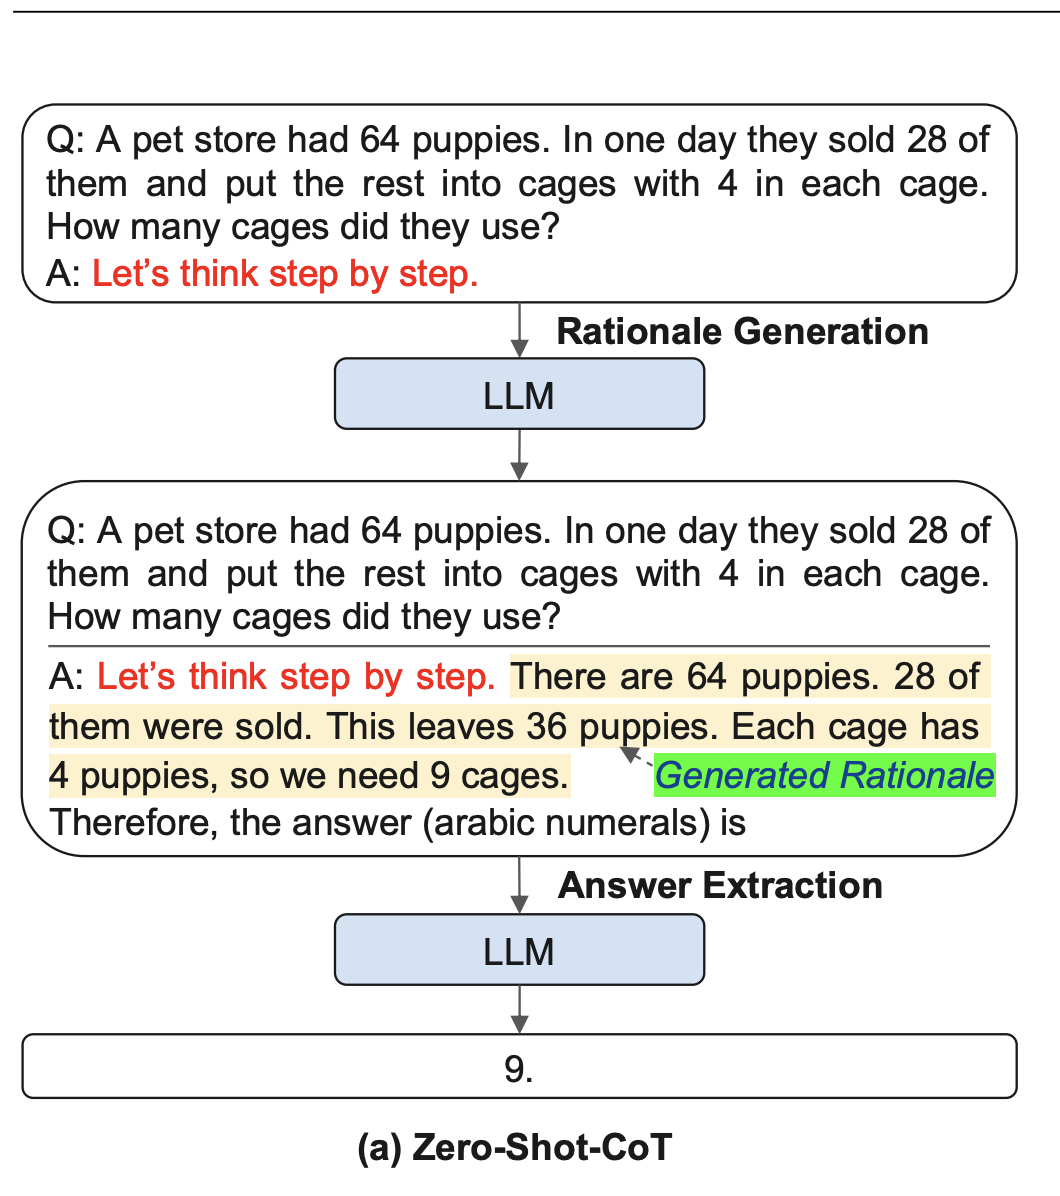 Q: A pet store had 64 puppies. In one day they sold 28 of
them and put the rest into cages with 4 in each cage.
How many cages did they use?
A: Let’s think step by step.
Rationale Generation
LLM
Q: A pet store had 64 puppies. In one day they sold 28 of
them and put the rest into cages with 4 in each cage.
How many cages did they use?
A: Let’s think step by step. There are 64 puppies. 28 of
them were sold. This leaves 36 puppies. Each cage has
4 puppies, so we need 9 cages.
Generated Rationale
Therefore, the answer (arabic numerals) is
Answer Extraction
LLM
9.
(a) Zero-Shot-CoT